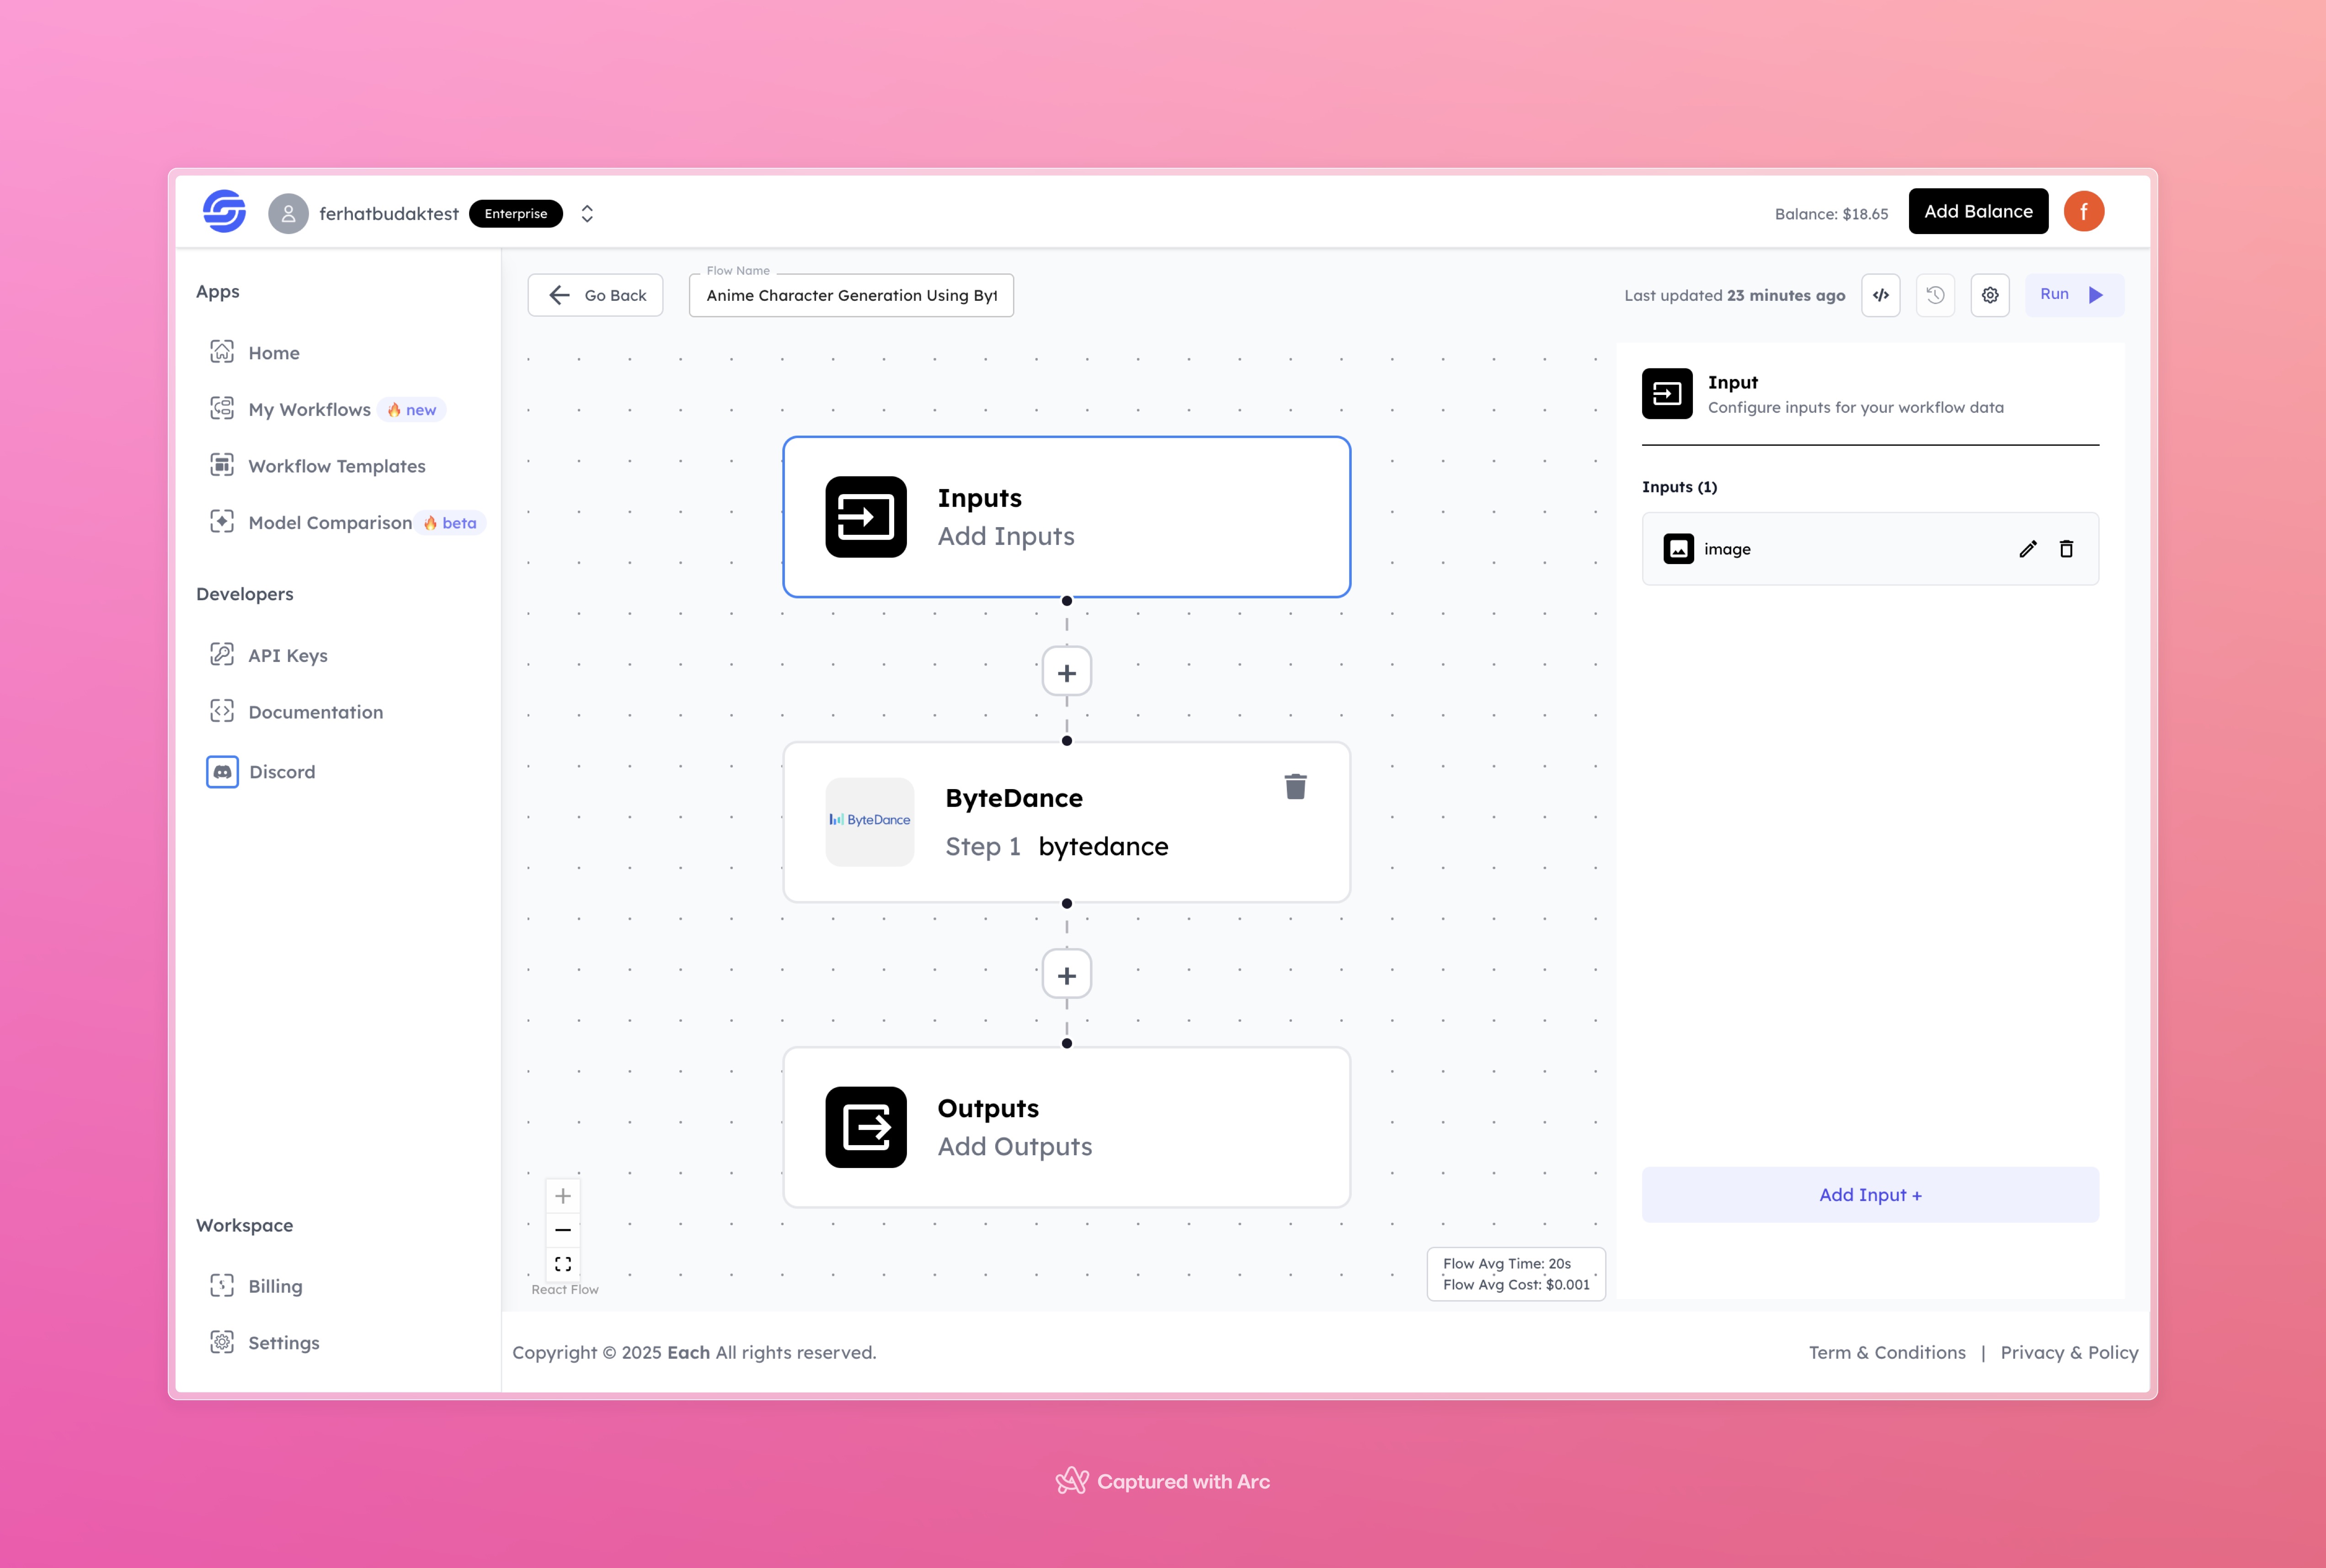 ferhatbudaktest
Enterprise
Balance: $18.65
Add Balance
f
Apps
Home
My Workflows
new
Workflow Templates
Model Comparison
beta
Developers
API Keys
Documentation
Discord
Workspace
Billing
Settings
Go Back
Flow Name
Anime Character Generation Using Byt
Last updated 23 minutes ago
Run
Inputs
Add Inputs
ByteDance
ByteDance
Step 1 bytedance
Outputs
Add Outputs
React Flow
Flow Avg Time: 20s
Flow Avg Cost: $0.001
Input
Configure inputs for your workflow data
Inputs (1)
image
Add Input +
Copyright © 2025 Each All rights reserved.
Term & Conditions | Privacy & Policy
Captured with Arc